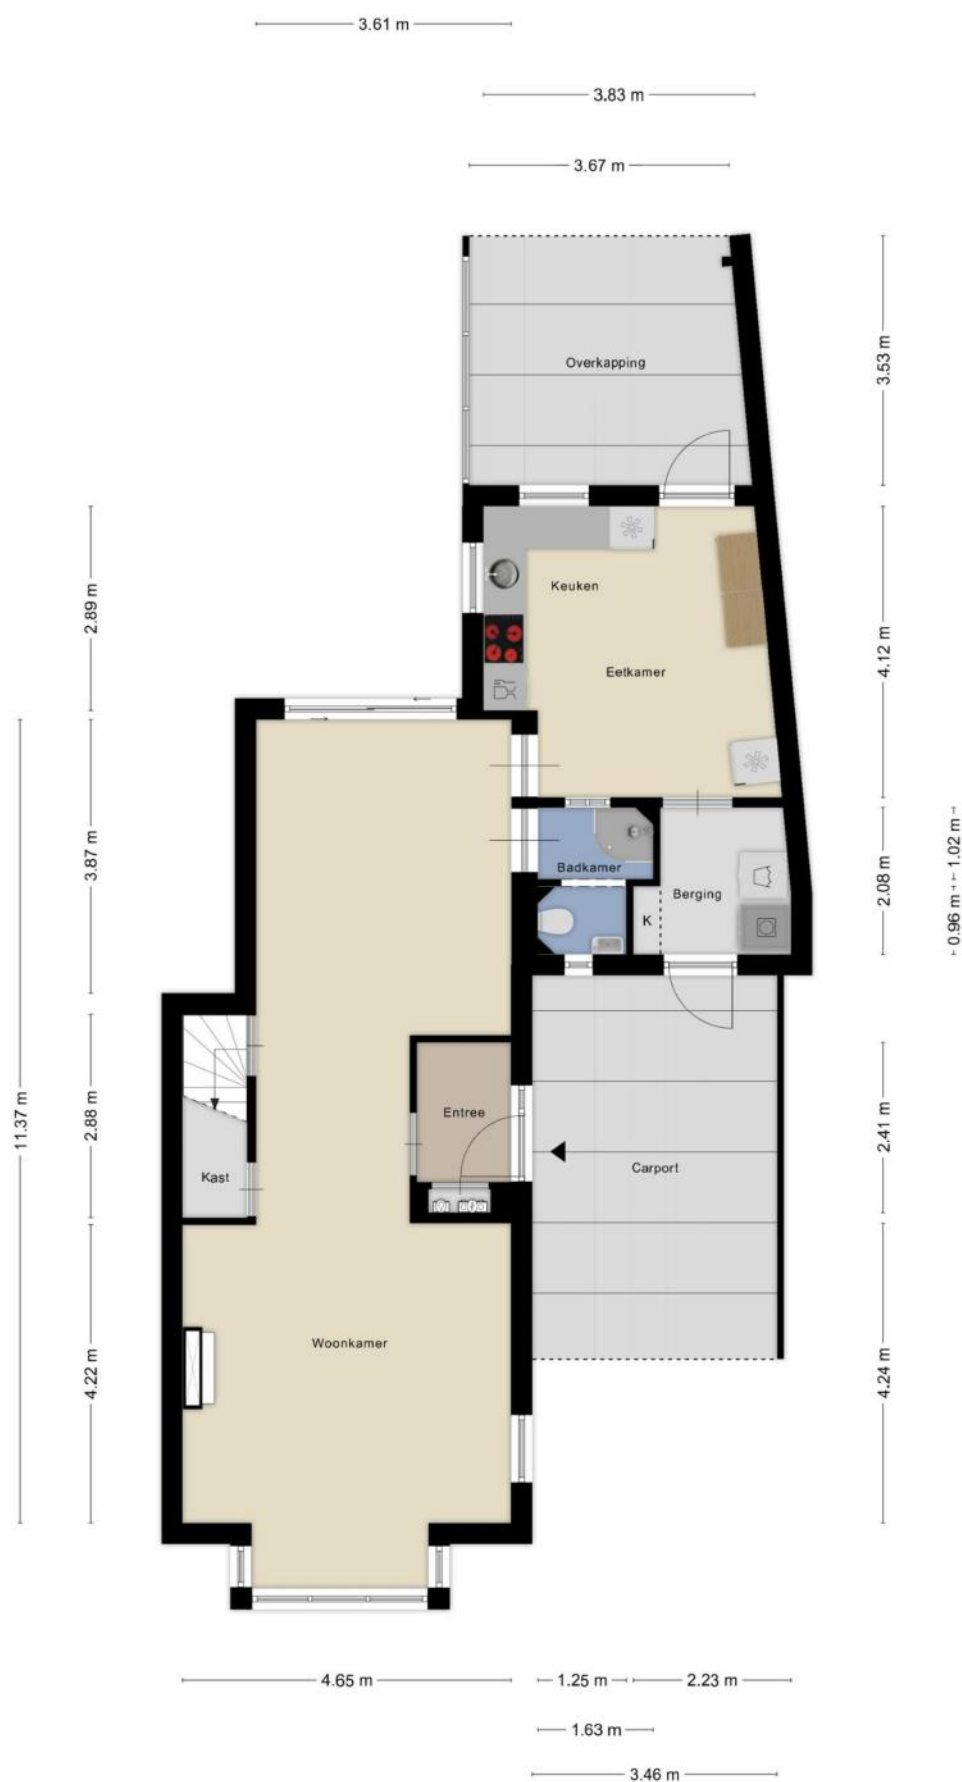 3.61 m
3.83 m
3.67 m
3.53 m
Overkapping
2.89 m
Keuken
4.12 m
Eetkamer
3.87 m
2.08 m
0.96 m
1.02 m
Badkamer
Berging
K
11.37 m
2.88 m
2.41 m
Entree
Kast
Carport
4.22 m
Woonkamer
4.24 m
4.65 m
1.25 m
2.23 m
1.63 m
3.46 m